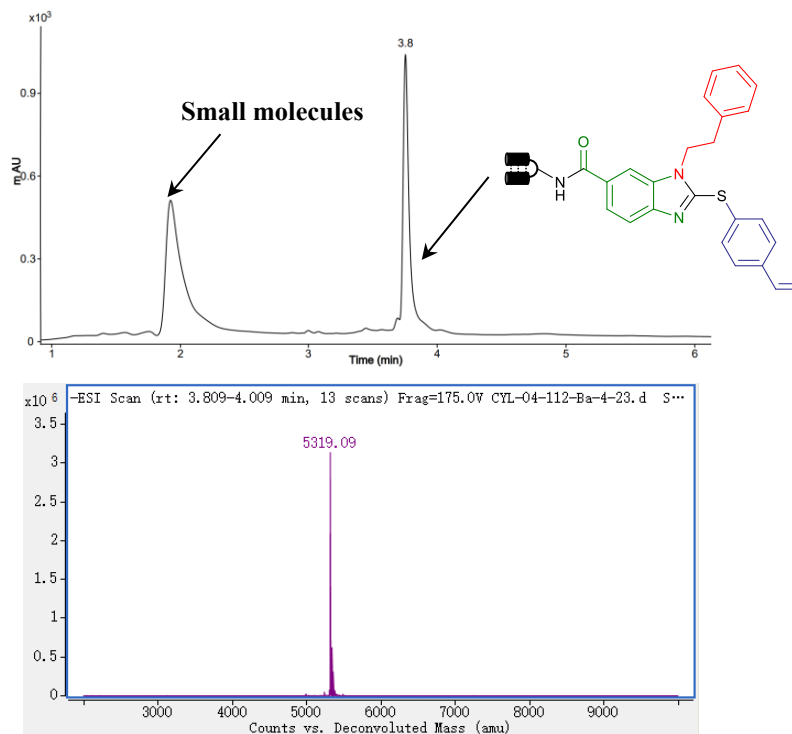 x10³
3.8
0.9
0.6
0.3
0
mAU
1
2
3
4
5
6
Time (min)
Small molecules
O
NH
N
N
S
x10 6
-ESI Scan (rt: 3.809-4.009 min, 13 scans) Frag=175.0V CYL-04-112-Ba-4-23.d S···
3.5
3
2.5
2
1.5
1
0.5
0
5319.09
3000
4000
5000
6000
7000
8000
9000
Counts vs. Deconvoluted Mass (amu)